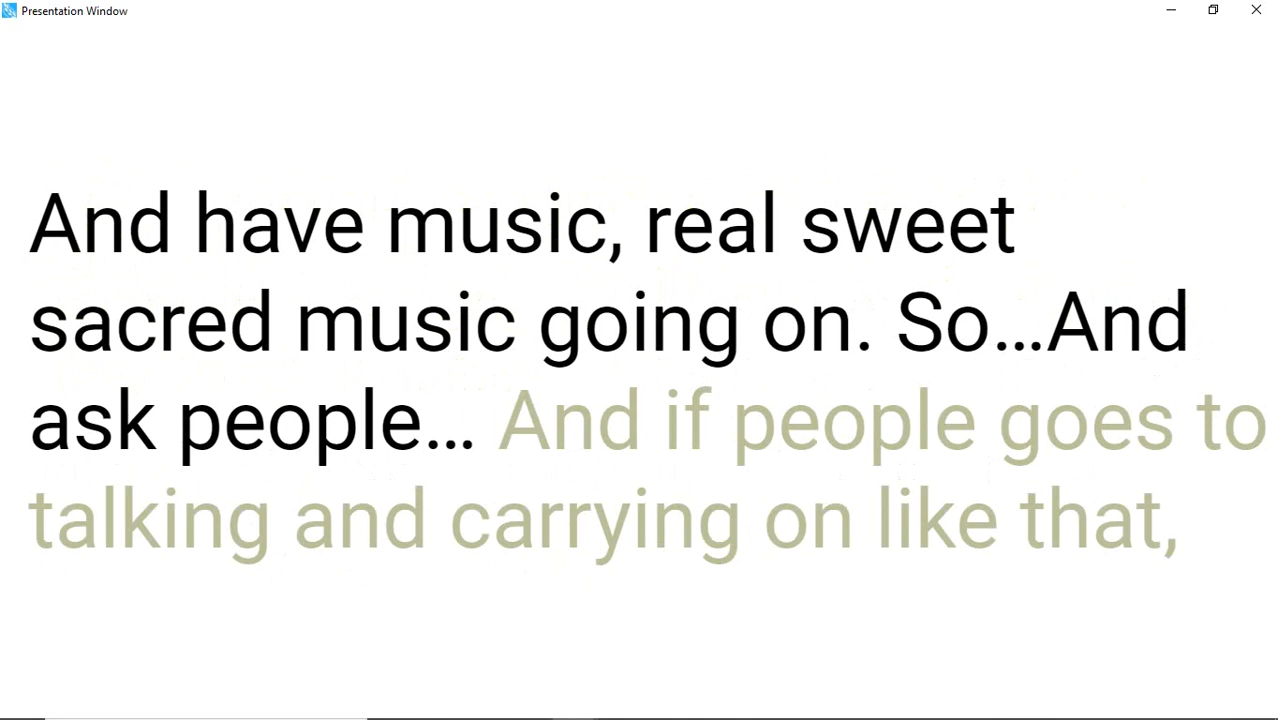 Presentation Window
And have music, real sweet
sacred music going on. So…And
ask people… And if people goes to
talking and carrying on like that,